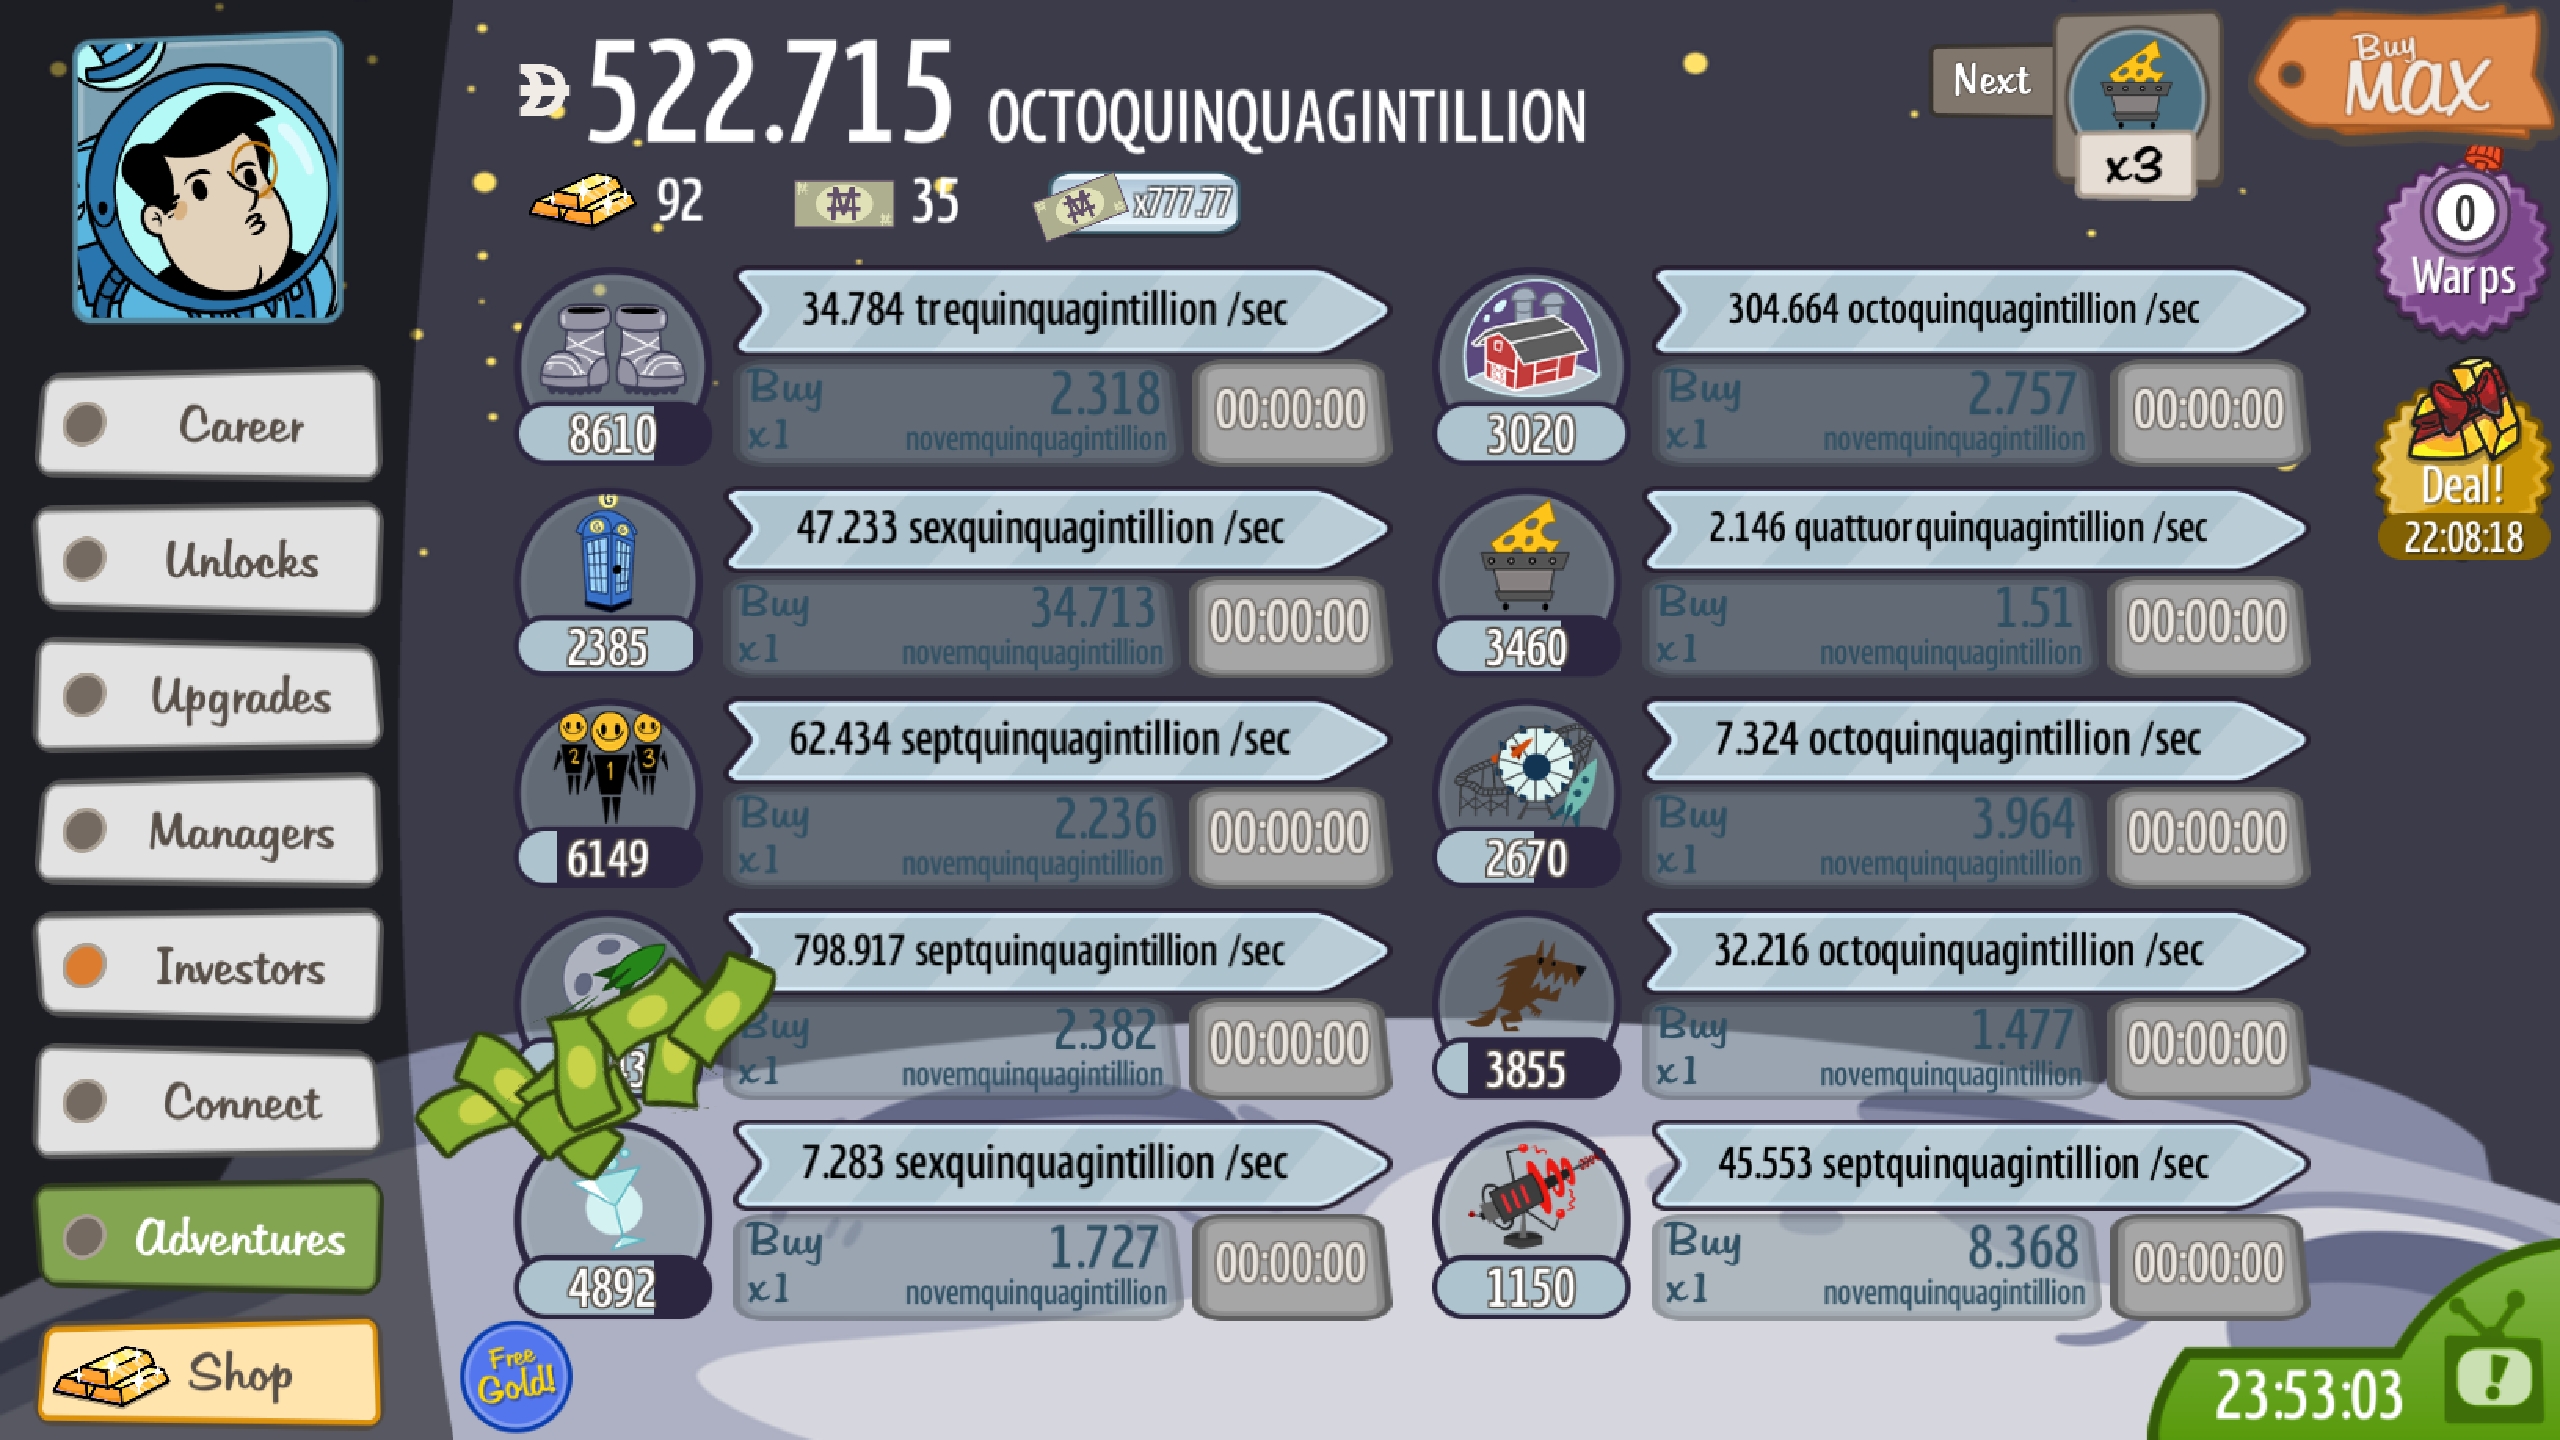 522.715 OCTOQUINQUAGINTILLION
92 35 x777.77
Next
x3
Buy
MAX
0
Warps
Deal!
22:08:18
Career
Unlocks
Upgrades
Managers
Investors
Connect
Adventures
Shop
34.784 trequinquagintillion /sec
8610
Buy 2.318
x1 novemquinquagintillion
00:00:00
304.664 octoquinquagintillion /sec
3020
Buy 2.757
x1 novemquinquagintillion
00:00:00
G
47.233 sexquinquagintillion /sec
2385
Buy 34.713
x1 novemquinquagintillion
00:00:00
2.146 quattuorquinquagintillion /sec
3460
Buy 1.51
x1 novemquinquagintillion
00:00:00
2 1 3
62.434 septquinquagintillion /sec
6149
Buy 2.236
x1 novemquinquagintillion
00:00:00
7.324 octoquinquagintillion /sec
2670
Buy 3.964
x1 novemquinquagintillion
00:00:00
798.917 septquinquagintillion /sec
Buy 2.382
x1 novemquinquagintillion
00:00:00
32.216 octoquinquagintillion /sec
3855
Buy 1.477
x1 novemquinquagintillion
00:00:00
7.283 sexquinquagintillion /sec
4892
Buy 1.727
x1 novemquinquagintillion
00:00:00
45.553 septquinquagintillion /sec
1150
Buy 8.368
x1 novemquinquagintillion
00:00:00
Free
Gold!
23:53:03
!